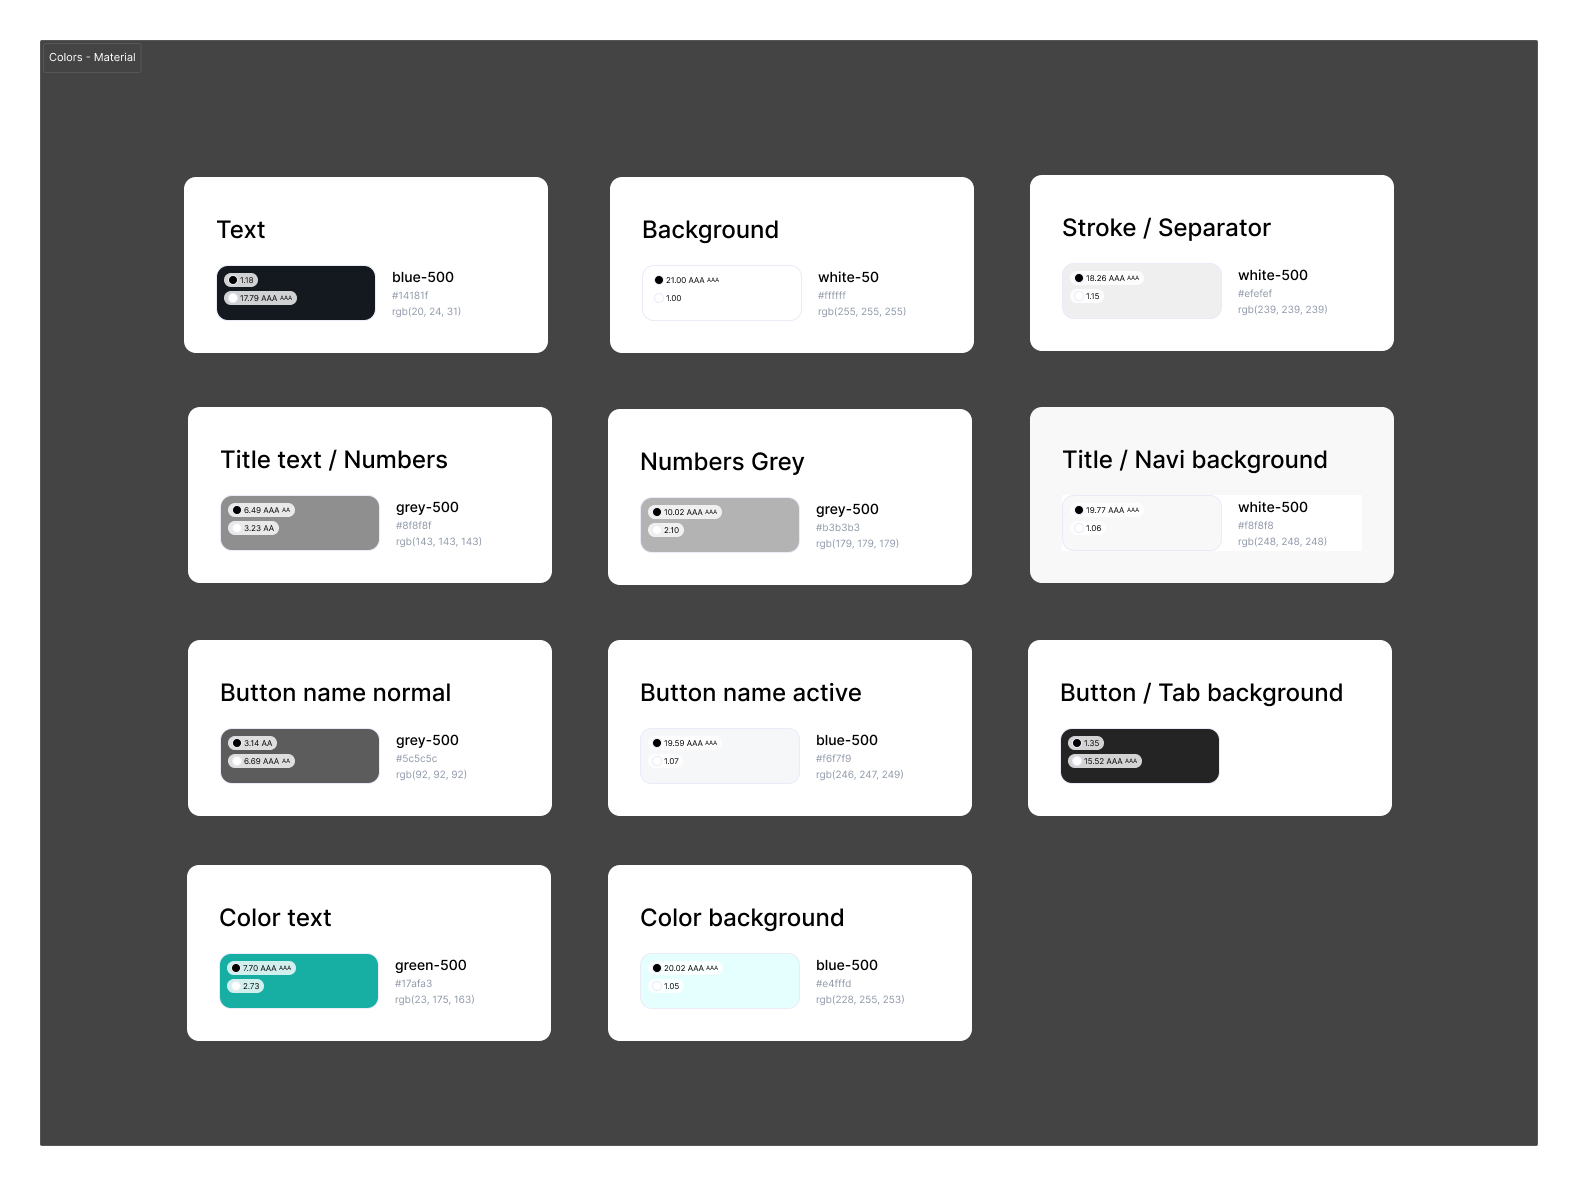 Colors - Material
Text
1.18
17.79 AAA AAA
blue-500
#14181f
rgb(20, 24, 31)
Background
21.00 AAA AAA
1.00
white-50
#ffffff
rgb(255, 255, 255)
Stroke / Separator
18.26 AAA AAA
1.15
white-500
#efefef
rgb(239, 239, 239)
Title text / Numbers
6.49 AAA AA
3.23 AA
grey-500
#8f8f8f
rgb(143, 143, 143)
Numbers Grey
10.02 AAA AAA
2.10
grey-500
#b3b3b3
rgb(179, 179, 179)
Title / Navi background
19.77 AAA AAA
1.06
white-500
#f8f8f8
rgb(248, 248, 248)
Button name normal
3.14 AA
6.69 AAA AA
grey-500
#5c5c5c
rgb(92, 92, 92)
Button name active
19.59 AAA AAA
1.07
blue-500
#f6f7f9
rgb(246, 247, 249)
Button / Tab background
1.35
15.52 AAA AAA
Color text
7.70 AAA AAA
2.73
green-500
#17afa3
rgb(23, 175, 163)
Color background
20.02 AAA AAA
1.05
blue-500
#e4fffd
rgb(228, 255, 253)